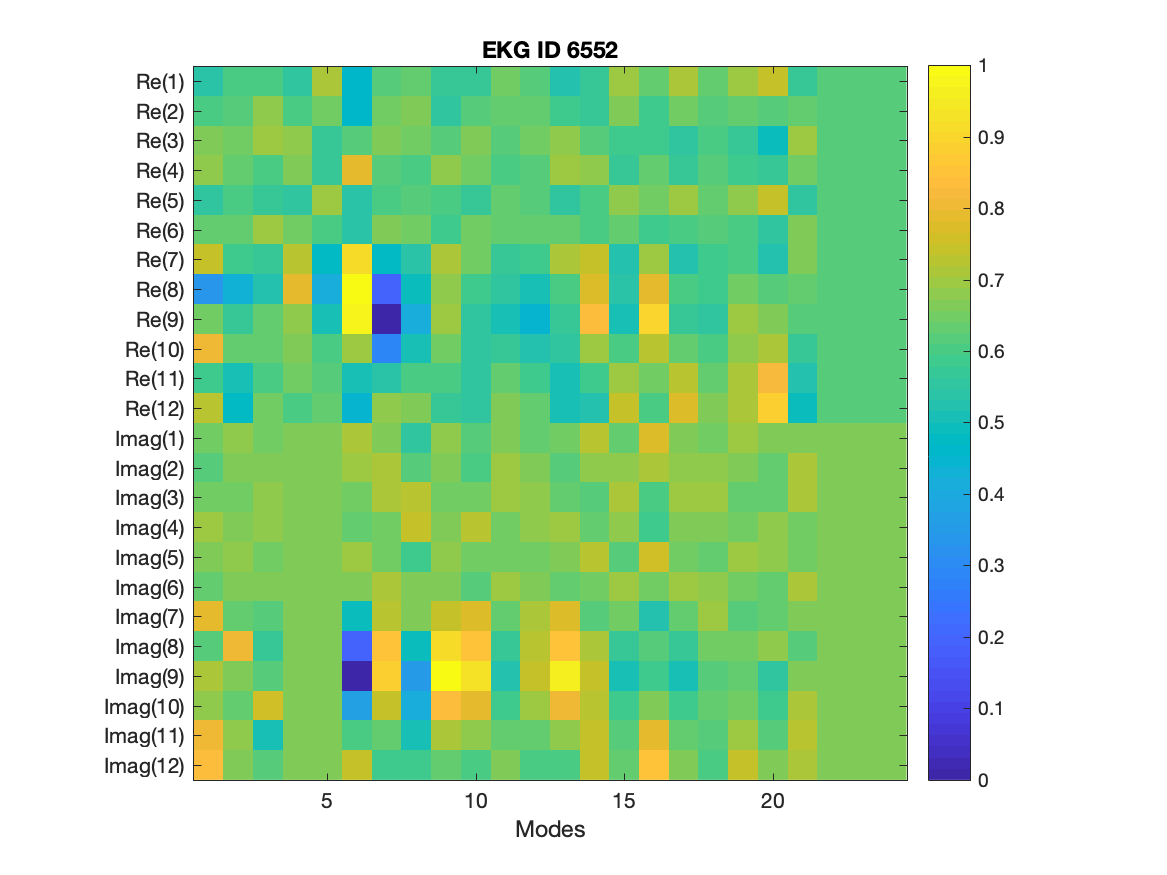 EKG ID 6552
Re(1)
Re(2)
Re(3)
Re(4)
Re(5)
Re(6)
Re(7)
Re(8)
Re(9)
Re(10)
Re(11)
Re(12)
Imag(1)
Imag(2)
Imag(3)
Imag(4)
Imag(5)
Imag(6)
Imag(7)
Imag(8)
Imag(9)
Imag(10)
Imag(11)
Imag(12)
5 10 15 20
Modes
1
0.9
0.8
0.7
0.6
0.5
0.4
0.3
0.2
0.1
0